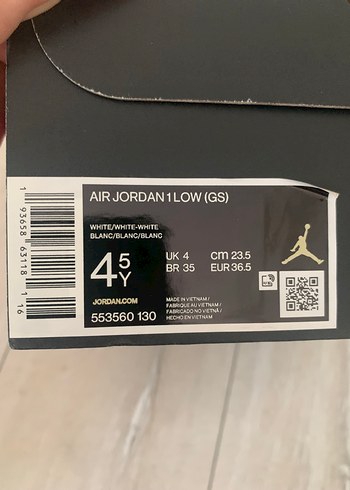 AIR JORDAN 1 LOW (GS)
WHITE/WHITE-WHITE
BLANC/BLANC/BLANC
4.5Y
UK 4 cm 23.5
BR 35 EUR 36.5
JORDAN.COM
553560 130
MADE IN VIETNAM /
FABRIQUE AU VIETNAM /
FABRICADO NO VIETNÃ /
HECHO EN VIETNAM
1 93658 63118 1 16